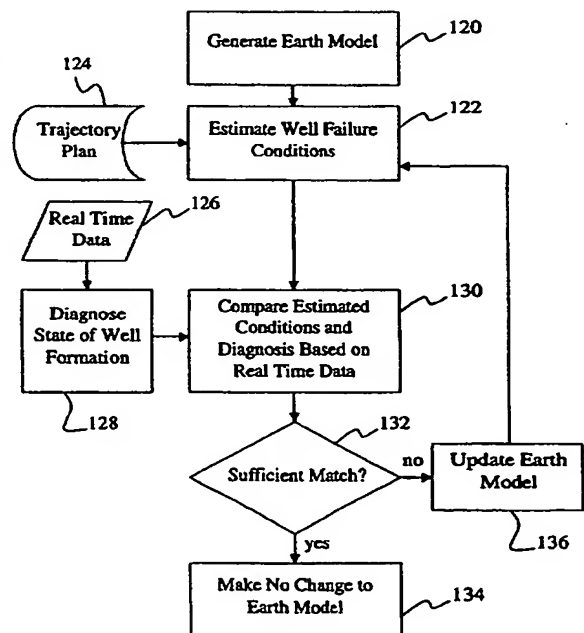 Generate Earth Model
120
124
Trajectory
Plan
Estimate Well Failure
Conditions
122
Real Time
Data
126
Diagnose
State of Well
Formation
128
Compare Estimated
Conditions and
Diagnosis Based on
Real Time Data
130
132
Sufficient Match?
no
Update Earth
Model
136
yes
Make No Change to
Earth Model
134